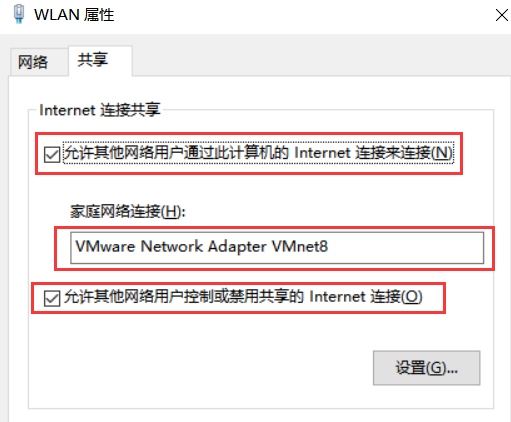 WLAN 属性
网络
共享
Internet 连接共享
允许其他网络用户通过此计算机的 Internet 连接来连接(N)
家庭网络连接(H):
VMware Network Adapter VMnet8
允许其他网络用户控制或禁用共享的 Internet 连接(O)
设置(G)...